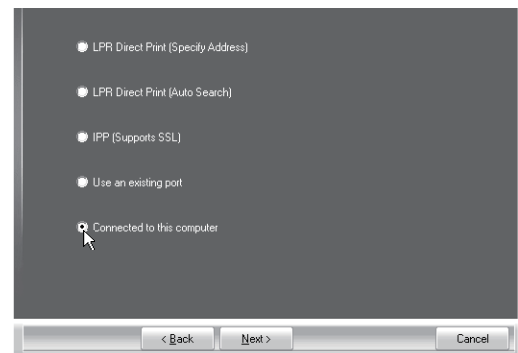 LPR Direct Print (Specify Address)
LPR Direct Print (Auto Search)
IPP (Supports SSL)
Use an existing port
Connected to this computer
< Back Next > Cancel